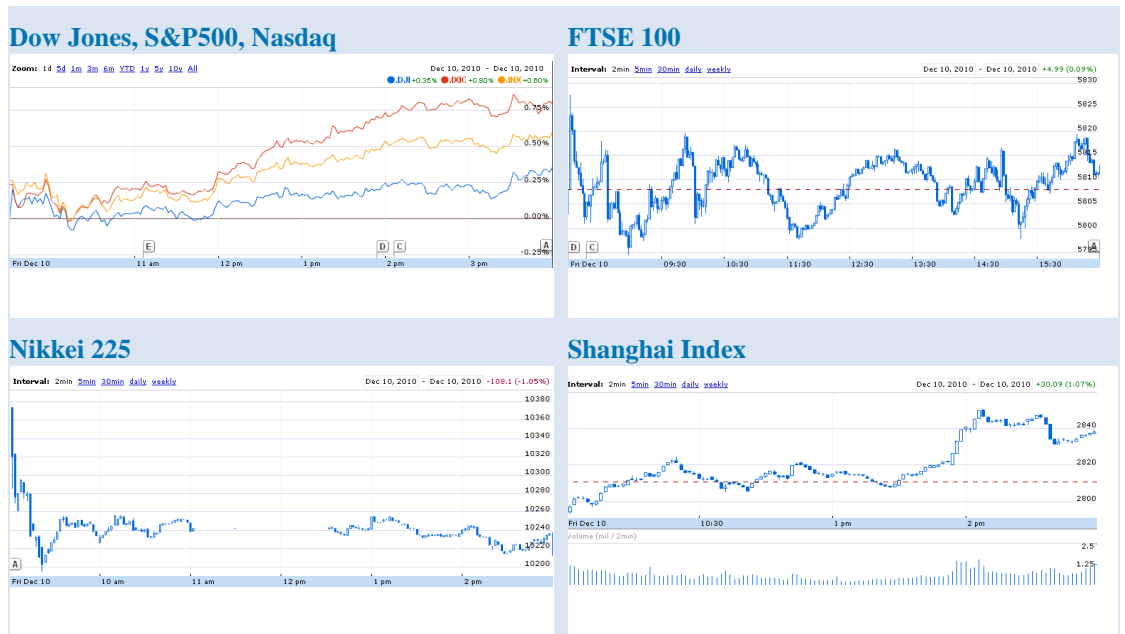 Dow Jones, S&P500, Nasdaq
Zoom: 1d 5d 1m 3m 6m YTD 1y 5y 10y All
Dec 10, 2010 - Dec 10, 2010
.DJI +0.35% .IXIC +0.80% .INX +0.60%
0.75%
0.50%
0.25%
0.00%
-0.25%
E
D
C
A
Fri Dec 10
11 am
12 pm
1 pm
2 pm
3 pm
FTSE 100
Interval: 2min 5min 30min daily weekly
Dec 10, 2010 - Dec 10, 2010 +4.99 (0.09%)
5830
5825
5820
5815
5810
5805
5800
D
C
A
Fri Dec 10
09:30
10:30
11:30
12:30
13:30
14:30
15:30
Nikkei 225
Interval: 2min 5min 30min daily weekly
Dec 10, 2010 - Dec 10, 2010 -108.1 (-1.05%)
10380
10360
10340
10320
10300
10280
10260
10240
10220
10200
A
Fri Dec 10
10 am
11 am
12 pm
1 pm
2 pm
Shanghai Index
Interval: 2min 5min 30min daily weekly
Dec 10, 2010 - Dec 10, 2010 +30.09 (1.07%)
2840
2820
2800
Fri Dec 10
10:30
1 pm
2 pm
Volume (mil / 2min)
2.5
1.25